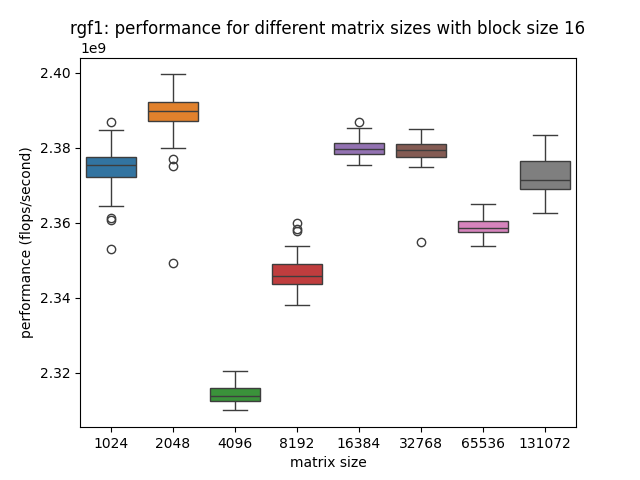 rgf1: performance for different matrix sizes with block size 16
1e9
2.40
2.38
2.36
2.34
2.32
performance (flops/second)
1024 2048 4096 8192 16384 32768 65536 131072
matrix size